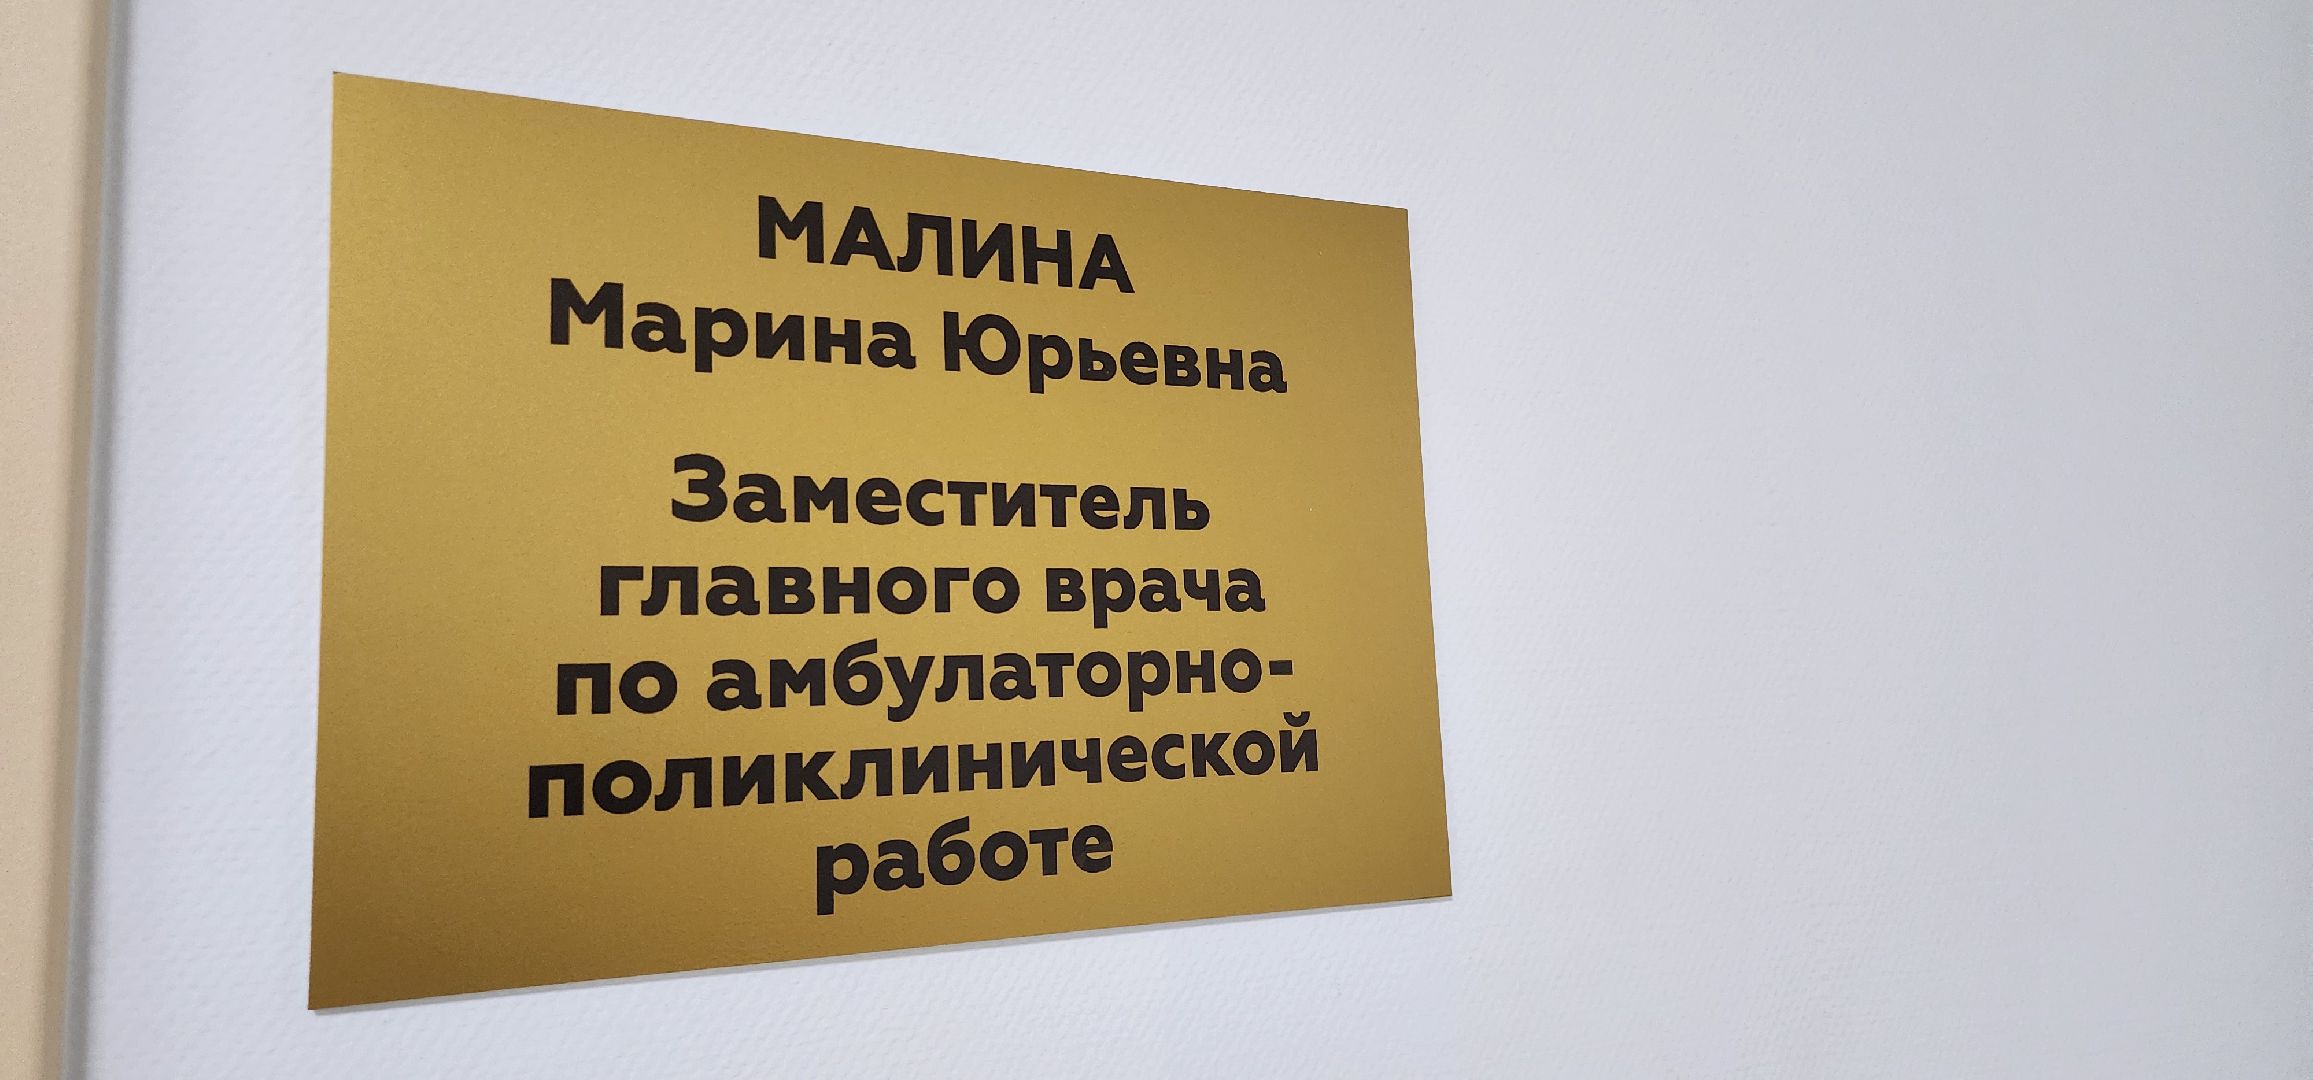 МАЛИНА
Марина Юрьевна
Заместитель
главного врача
по амбулаторно-
поликлинической
работе